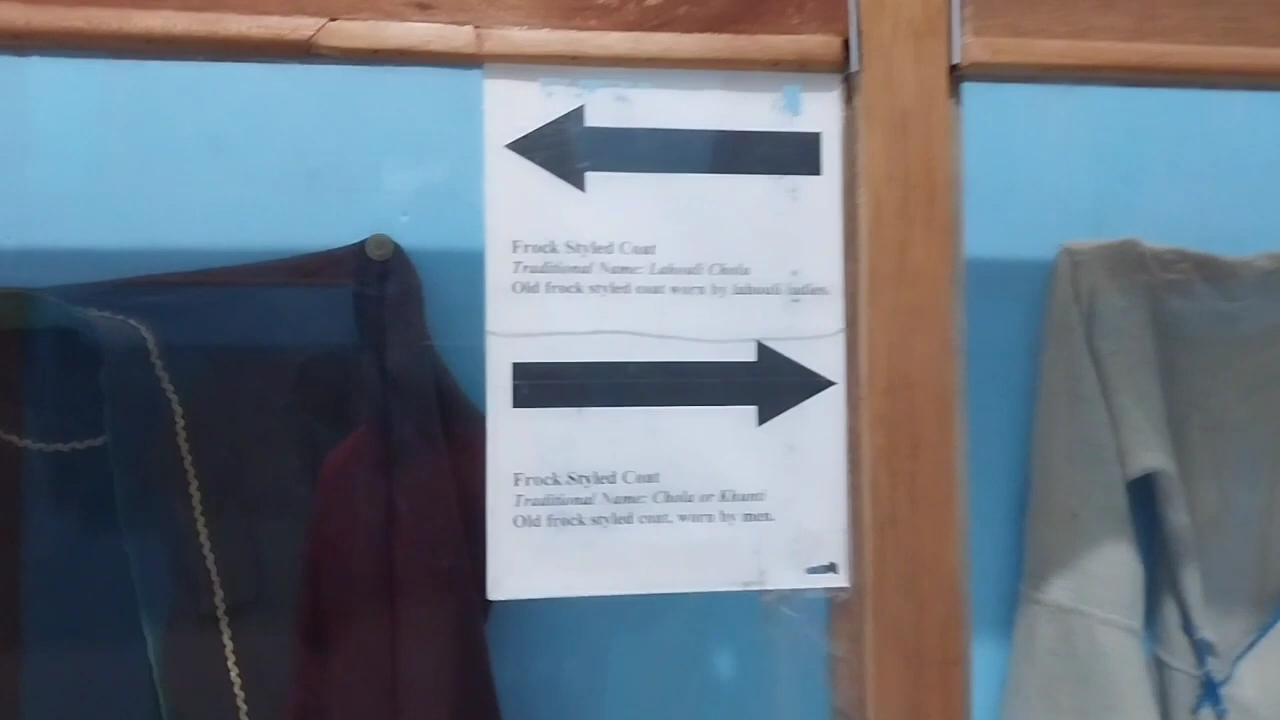 Frock Styled Coat
Traditional Name: Lahouli Chola
Old frock styled coat worn by lahouli ladies.
Frock Styled Coat
Traditional Name: Chola or Khunti
Old frock styled coat, worn by men.